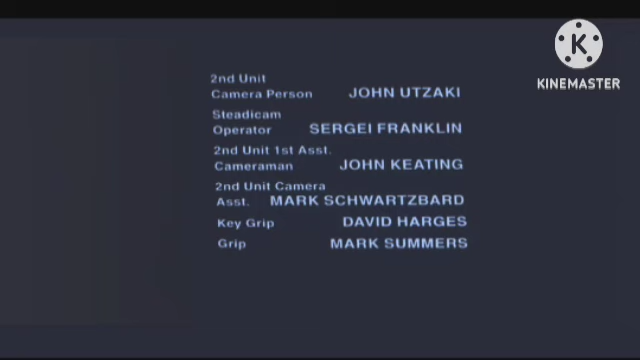 2nd Unit
Camera Person JOHN UTZAKI
Steadicam
Operator SERGEI FRANKLIN
2nd Unit 1st Asst.
Cameraman JOHN KEATING
2nd Unit Camera
Asst. MARK SCHWARTZBARD
Key Grip DAVID HARGES
Grip MARK SUMMERS
K
KINEMASTER